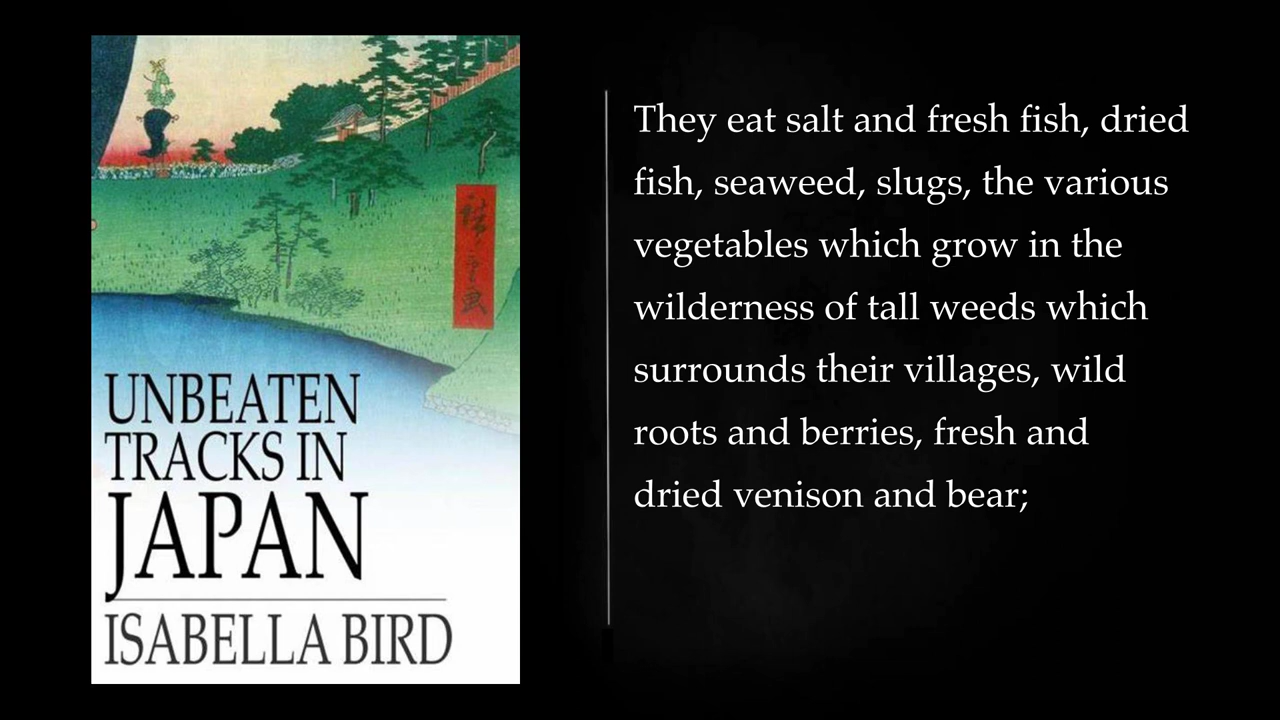 UNBEATEN
TRACKS IN
JAPAN
ISABELLA BIRD
They eat salt and fresh fish, dried
fish, seaweed, slugs, the various
vegetables which grow in the
wilderness of tall weeds which
surrounds their villages, wild
roots and berries, fresh and
dried venison and bear;